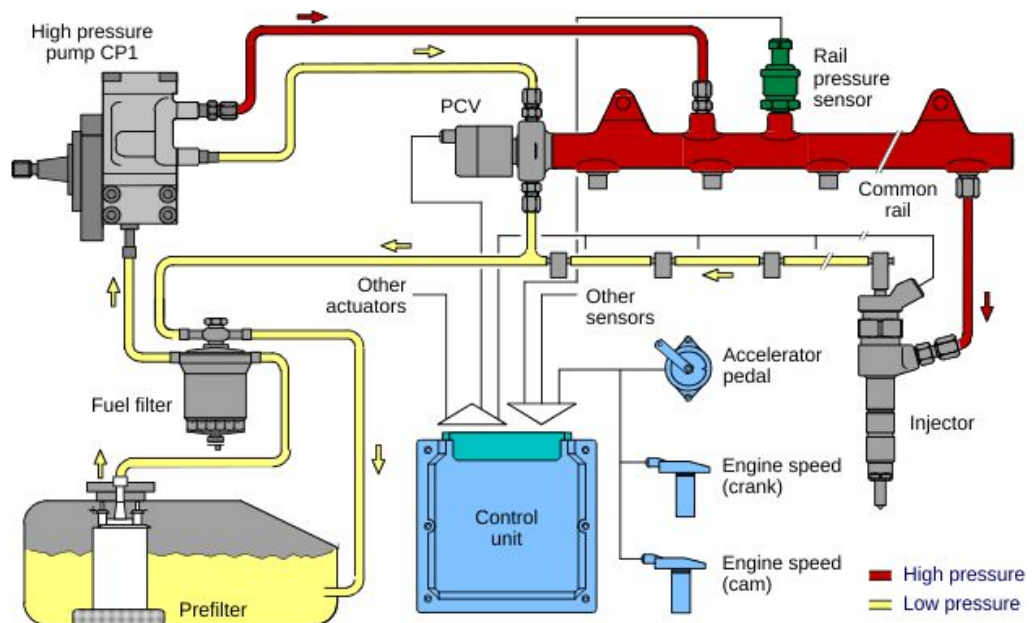 High pressure
pump CP1
PCV
Rail
pressure
sensor
Common
rail
Other
actuators
Other
sensors
Accelerator
pedal
Fuel filter
Injector
Engine speed
(crank)
Control
unit
Engine speed
(cam)
Prefilter
High pressure
Low pressure